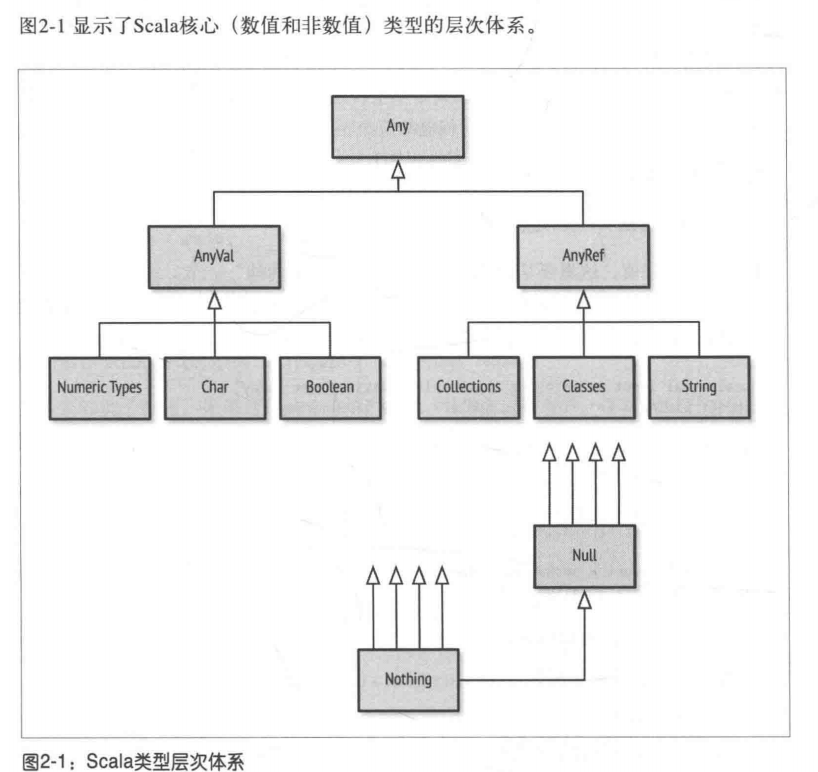 图2-1 显示了Scala核心（数值和非数值）类型的层次体系。
Any
AnyVal
AnyRef
Numeric Types
Char
Boolean
Collections
Classes
String
Null
Nothing
图2-1：Scala类型层次体系